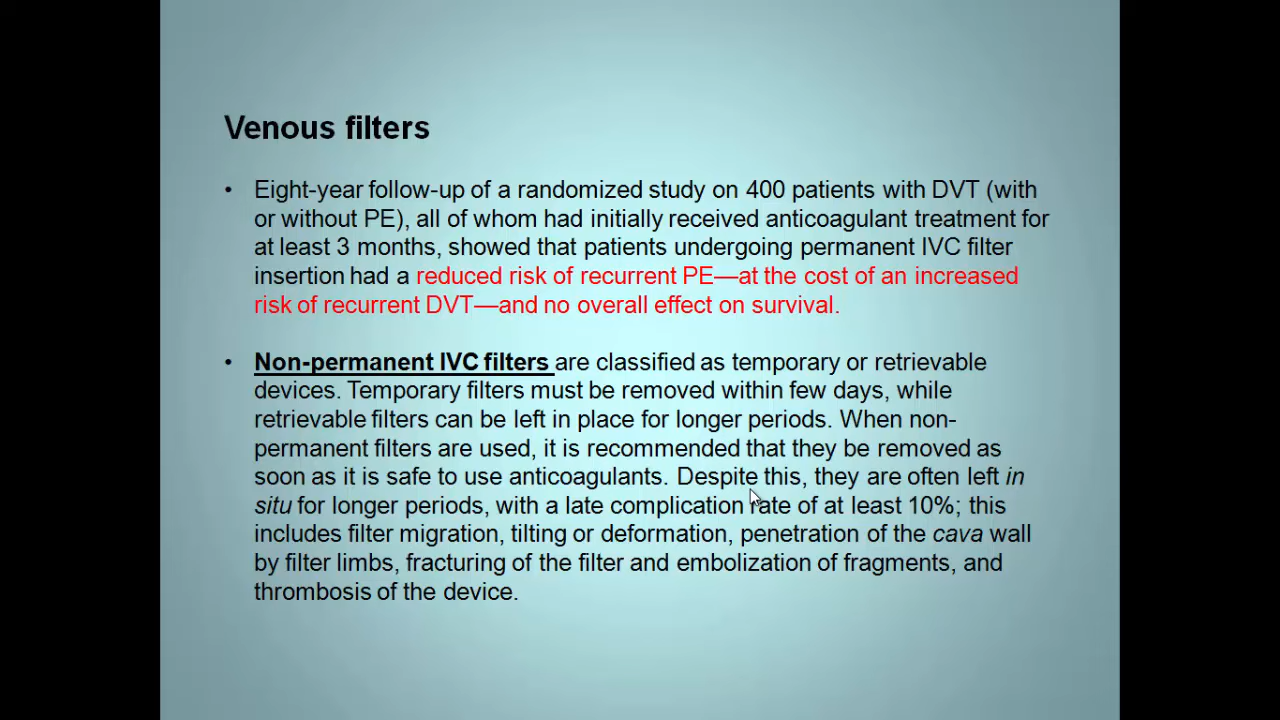 Venous filters
• Eight-year follow-up of a randomized study on 400 patients with DVT (with
or without PE), all of whom had initially received anticoagulant treatment for
at least 3 months, showed that patients undergoing permanent IVC filter
insertion had a reduced risk of recurrent PE—at the cost of an increased
risk of recurrent DVT—and no overall effect on survival.
• Non-permanent IVC filters are classified as temporary or retrievable
devices. Temporary filters must be removed within few days, while
retrievable filters can be left in place for longer periods. When non-
permanent filters are used, it is recommended that they be removed as
soon as it is safe to use anticoagulants. Despite this, they are often left in
situ for longer periods, with a late complication rate of at least 10%; this
includes filter migration, tilting or deformation, penetration of the cava wall
by filter limbs, fracturing of the filter and embolization of fragments, and
thrombosis of the device.